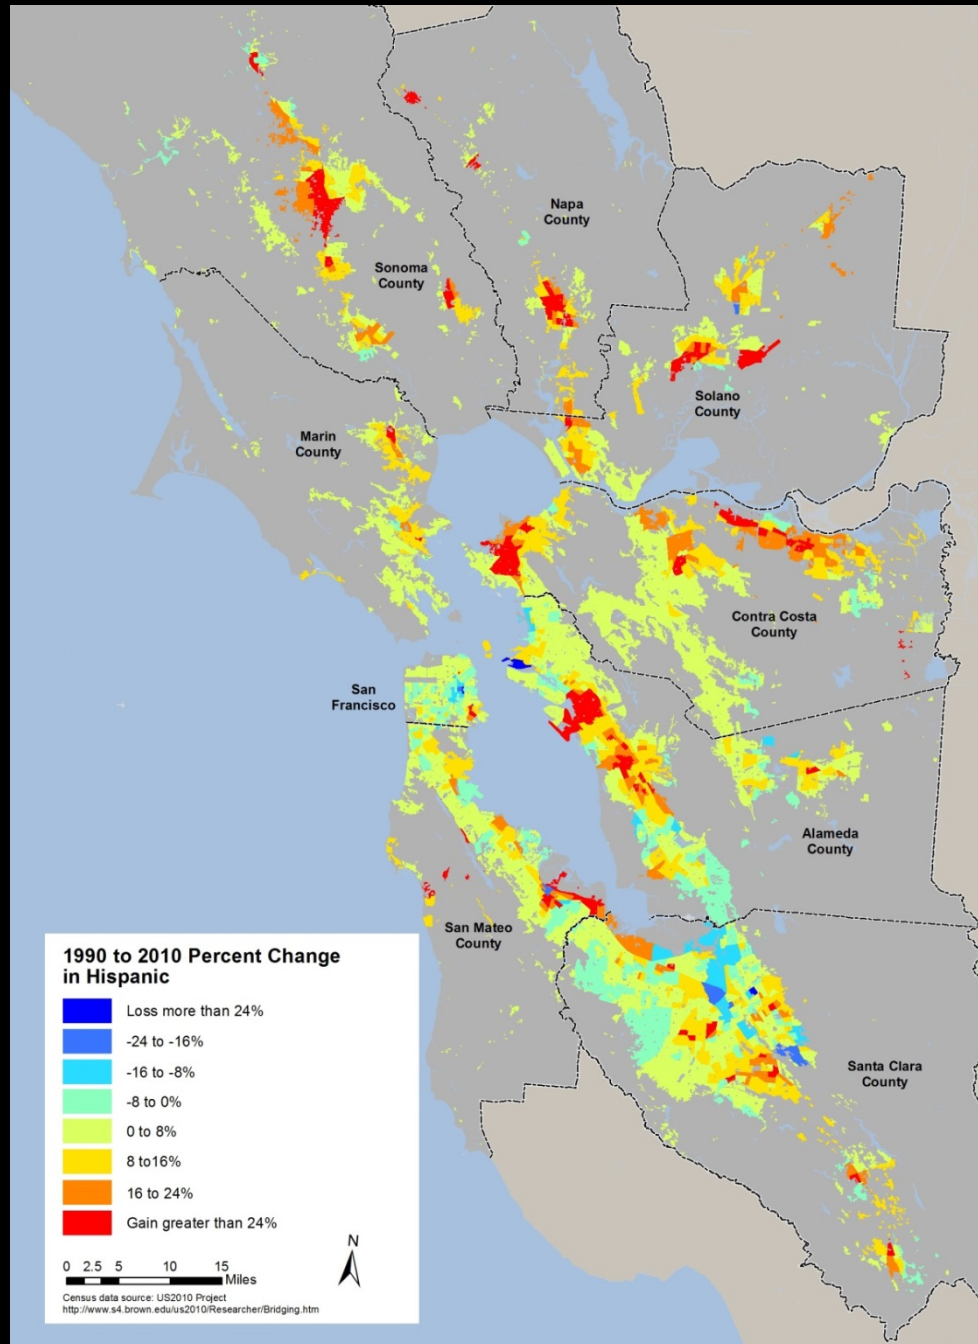 Napa
County
Sonoma
County
Solano
County
Marin
County
Contra Costa
County
San
Francisco
Alameda
County
San Mateo
County
Santa Clara
County
1990 to 2010 Percent Change
in Hispanic
Loss more than 24%
-24 to -16%
-16 to -8%
-8 to 0%
0 to 8%
8 to16%
16 to 24%
Gain greater than 24%
N
0 2.5 5 10 15
Miles
Census data source: US2010 Project
http://www.s4.brown.edu/us2010/Researcher/Bridging.htm